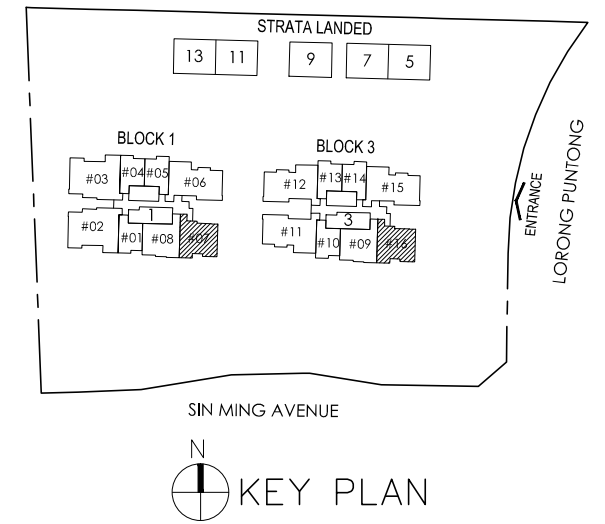 STRATA LANDED
13 11 9 7 5
BLOCK 1
#03 #04 #05 #06
1
#02 #01 #08 #07
BLOCK 3
#12 #13 #14 #15
3
#11 #10 #09 #16
ENTRANCE
LORONG PUNTONG
SIN MING AVENUE
N
KEY PLAN